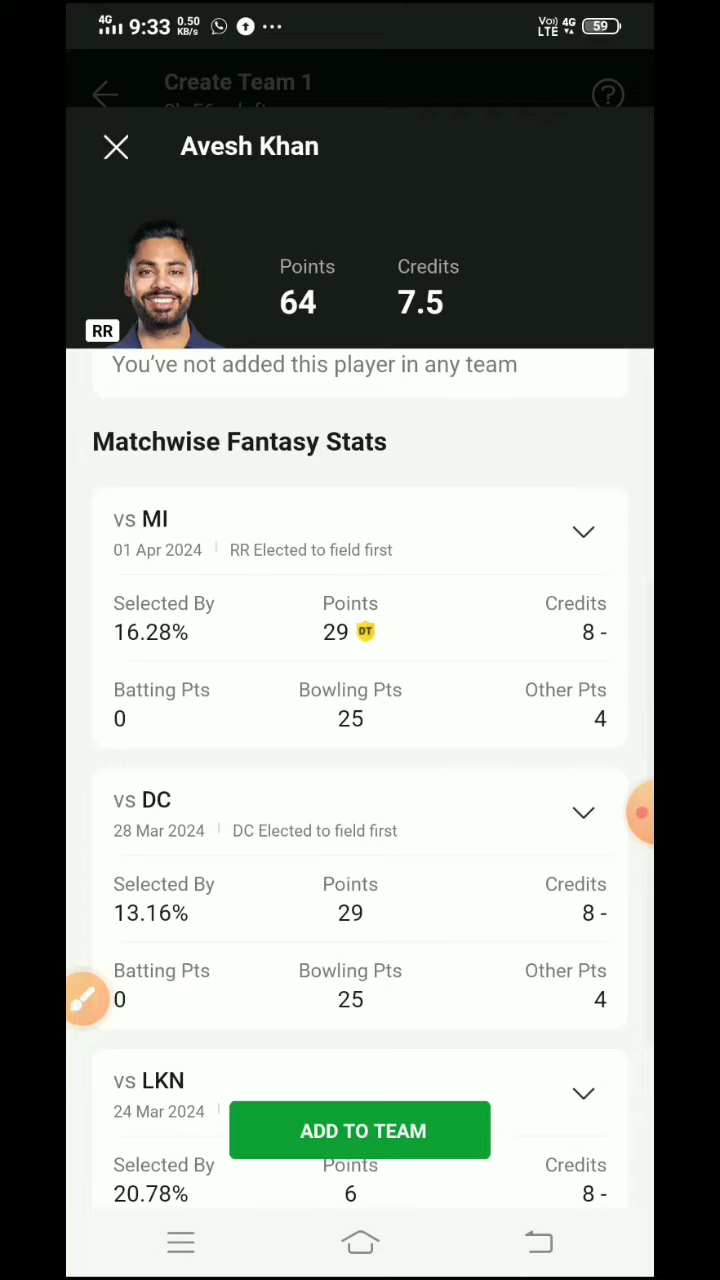 4G 9:33 0.50 KB/s ... Vo) LTE 4G 59
Create Team 1
Avesh Khan
Points Credits
64 7.5
RR
You've not added this player in any team
Matchwise Fantasy Stats
vs MI
01 Apr 2024 RR Elected to field first
Selected By Points Credits
16.28% 29 DT 8 -
Batting Pts Bowling Pts Other Pts
0 25 4
vs DC
28 Mar 2024 DC Elected to field first
Selected By Points Credits
13.16% 29 8 -
Batting Pts Bowling Pts Other Pts
0 25 4
vs LKN
24 Mar 2024
ADD TO TEAM
Selected By Points Credits
20.78% 6 8 -